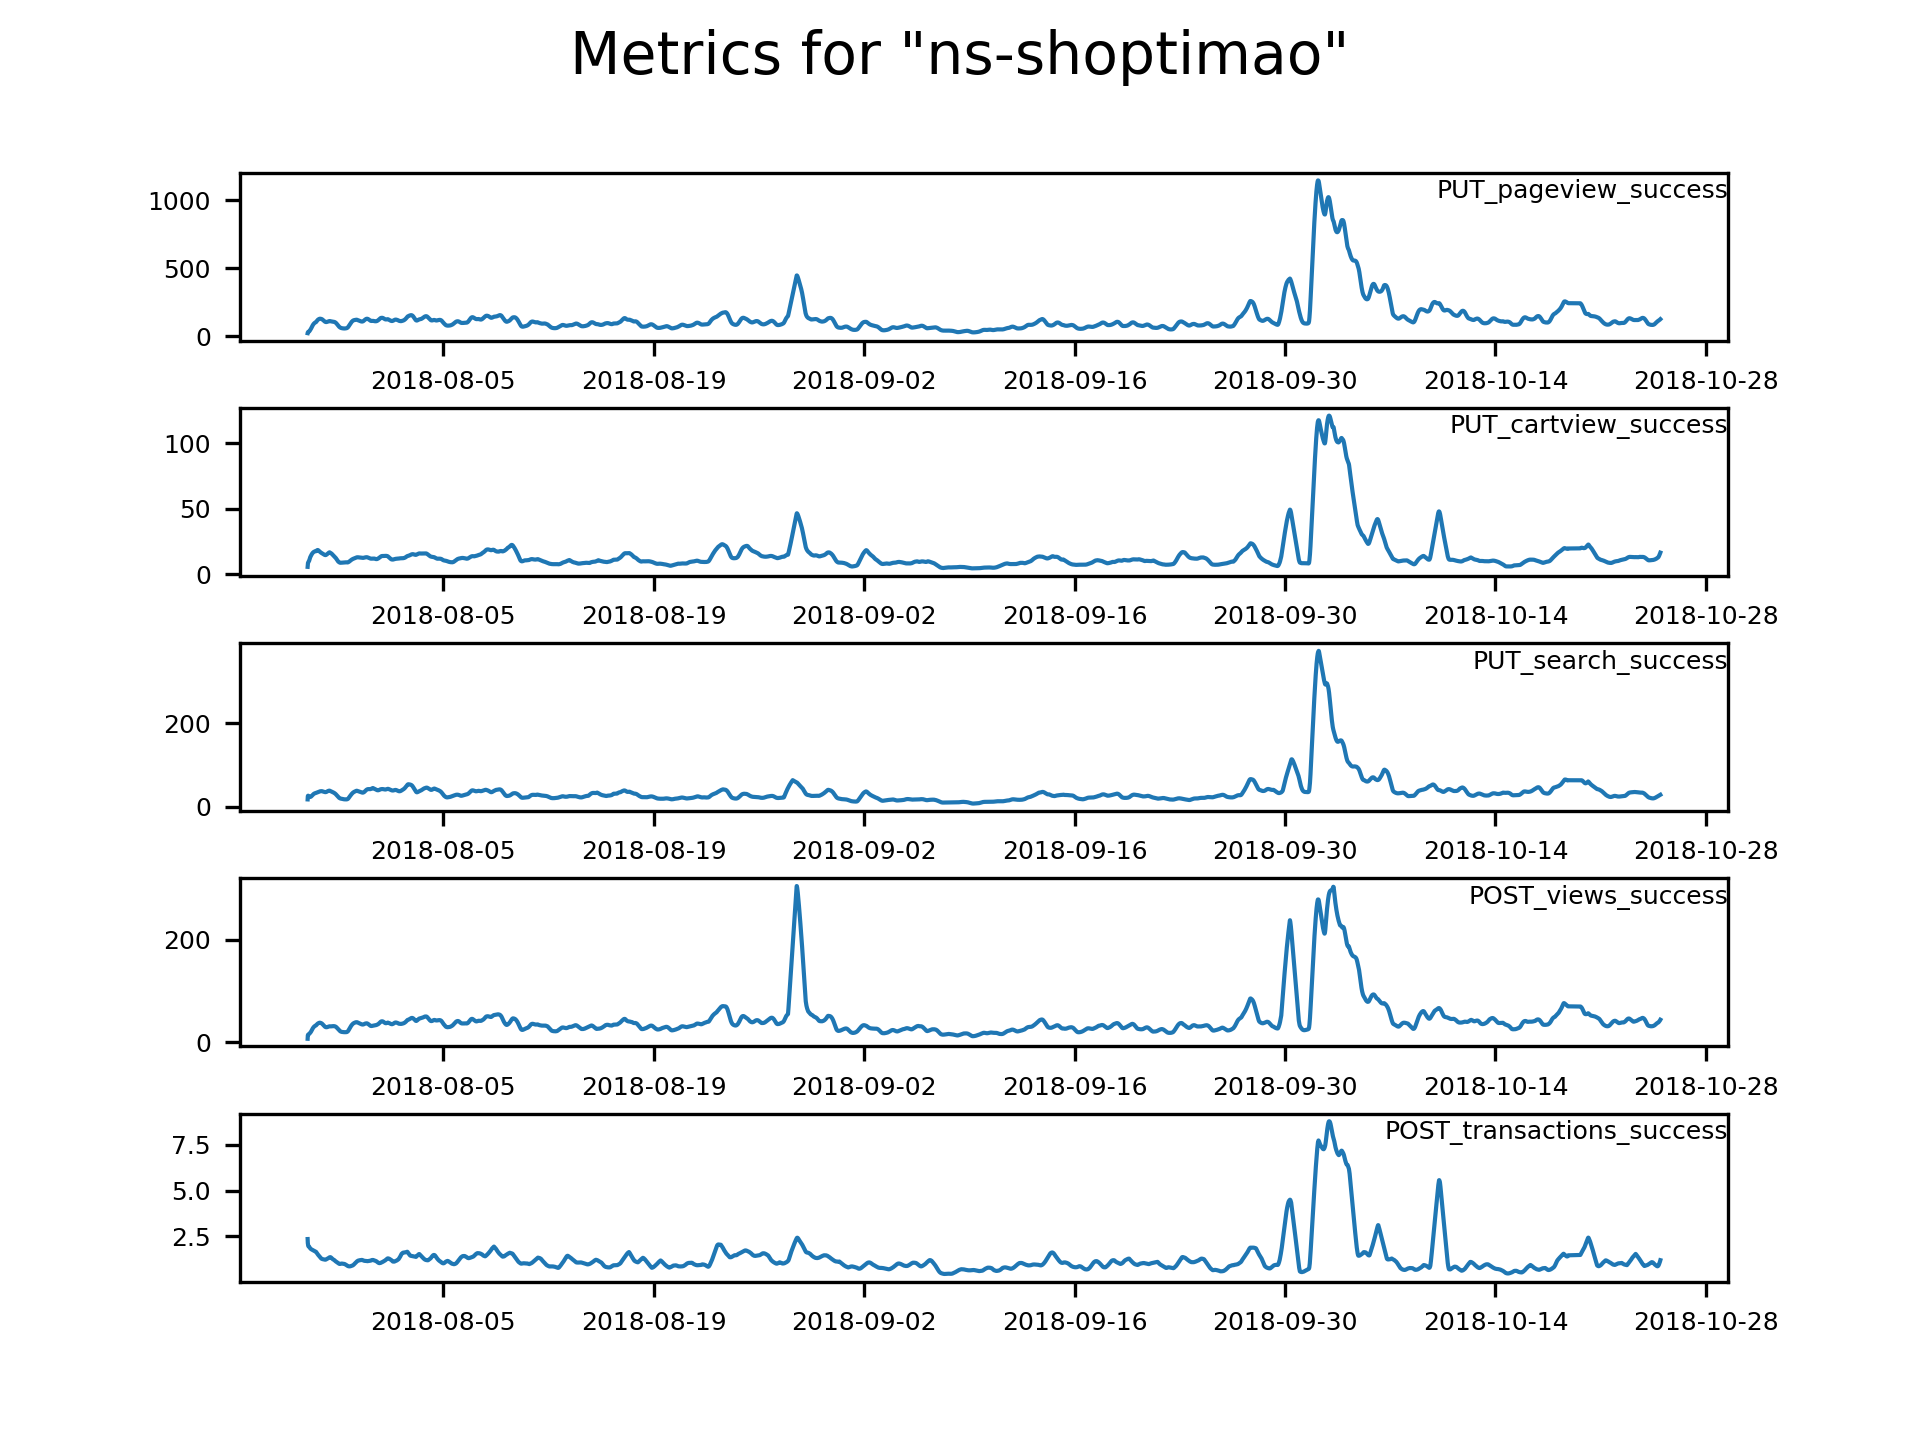 Metrics for "ns-shoptimao"
PUT_pageview_success
1000
500
0
2018-08-05 2018-08-19 2018-09-02 2018-09-16 2018-09-30 2018-10-14 2018-10-28
PUT_cartview_success
100
50
0
2018-08-05 2018-08-19 2018-09-02 2018-09-16 2018-09-30 2018-10-14 2018-10-28
PUT_search_success
200
0
2018-08-05 2018-08-19 2018-09-02 2018-09-16 2018-09-30 2018-10-14 2018-10-28
POST_views_success
200
0
2018-08-05 2018-08-19 2018-09-02 2018-09-16 2018-09-30 2018-10-14 2018-10-28
POST_transactions_success
7.5
5.0
2.5
2018-08-05 2018-08-19 2018-09-02 2018-09-16 2018-09-30 2018-10-14 2018-10-28